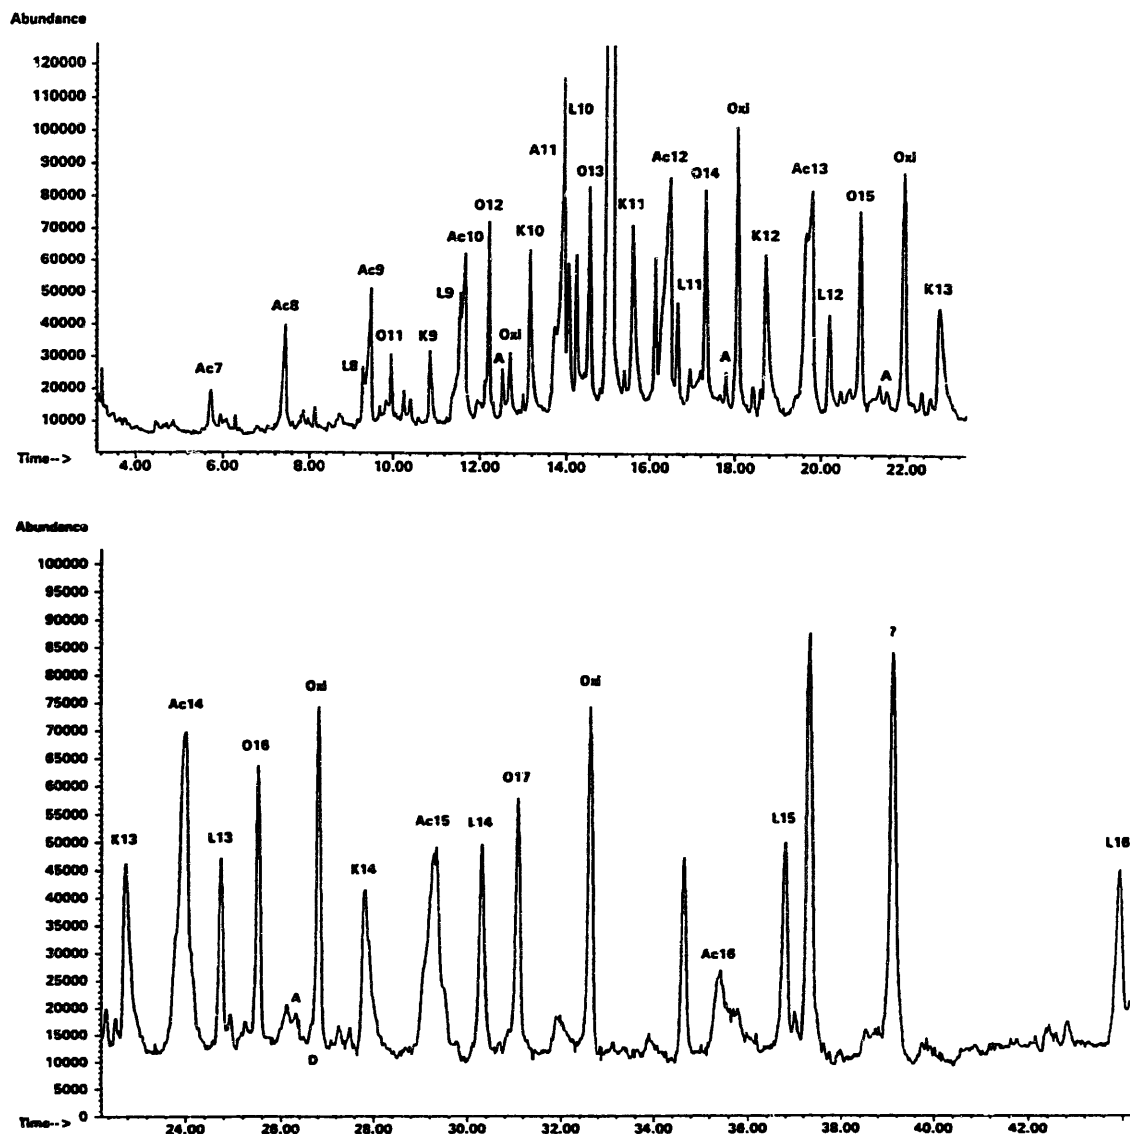 Abundance
120000
110000
100000
90000
80000
70000
60000
50000
40000
30000
20000
10000
Ac7
Ac8
L8
Ac9
O11
K9
L9
Ac10
O12
A
Oxi
K10
A11
L10
O13
K11
Ac12
L11
O14
A
Oxi
K12
Ac13
L12
O15
A
Oxi
K13
Time-->
4.00 6.00 8.00 10.00 12.00 14.00 16.00 18.00 20.00 22.00
Abundance
100000
95000
90000
85000
80000
75000
70000
65000
60000
55000
50000
45000
40000
35000
30000
25000
20000
15000
10000
5000
0
K13
Ac14
L13
O16
A
D
Oxi
K14
Ac15
L14
O17
Oxi
Ac16
L15
?
L16
Time-->
24.00 26.00 28.00 30.00 32.00 34.00 36.00 38.00 40.00 42.00